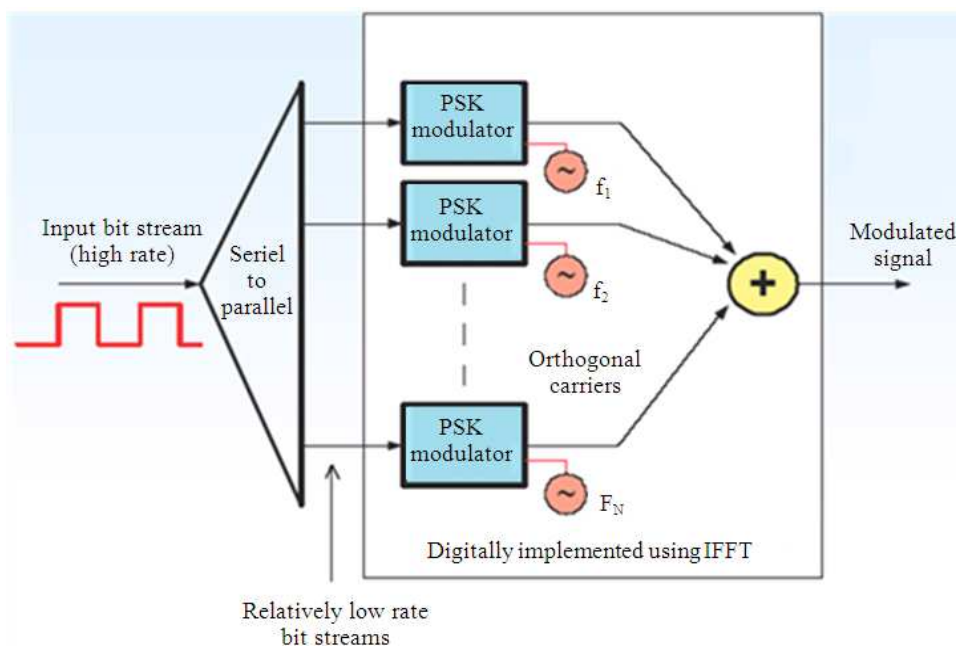 Input bit stream
(high rate)
Seriel
to
parallel
PSK
modulator
f1
PSK
modulator
f2
Orthogonal
carriers
PSK
modulator
FN
Digitally implemented using IFFT
+
Modulated
signal
Relatively low rate
bit streams